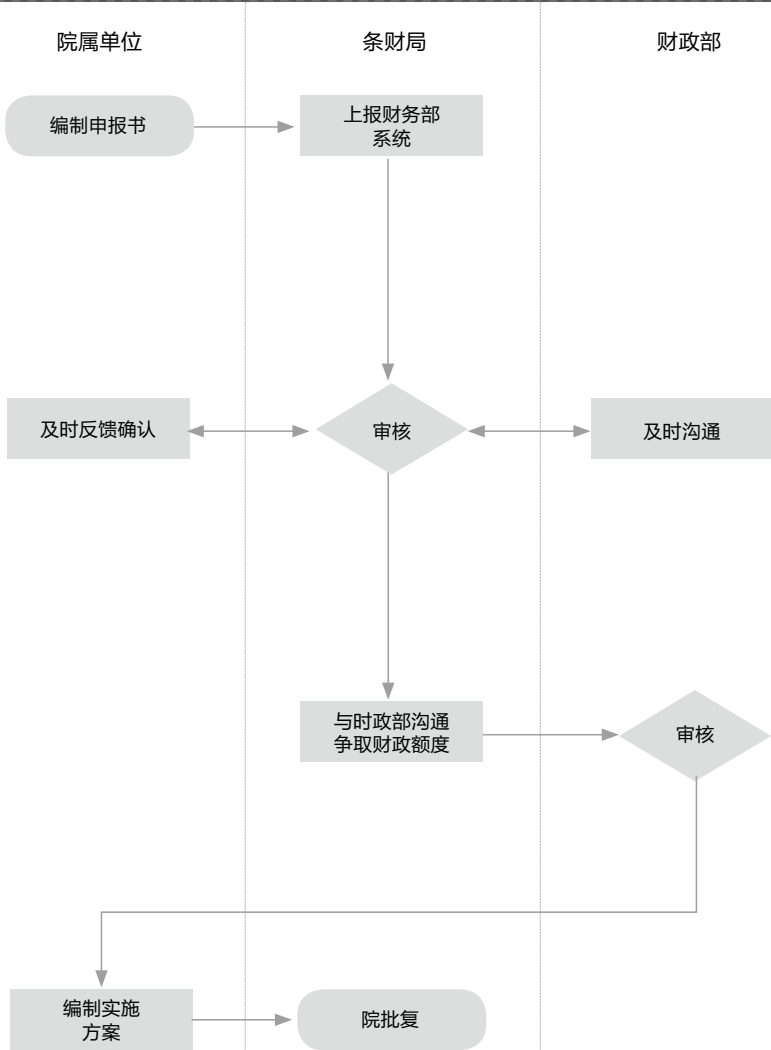 院属单位
条财局
财政部
编制申报书
上报财务部
系统
及时反馈确认
审核
及时沟通
与时政部沟通
争取财政额度
审核
编制实施
方案
院批复